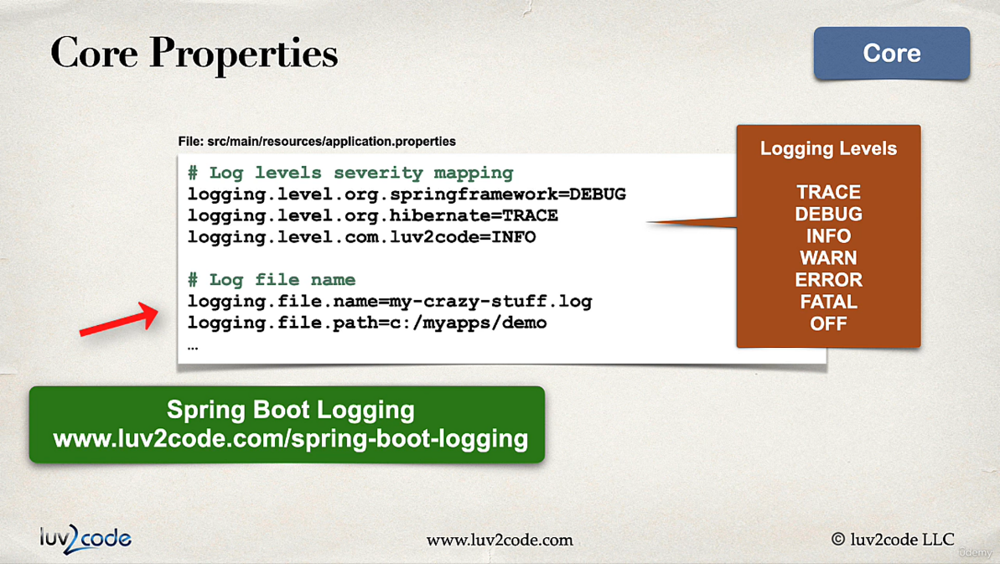 Core Properties
Core
File: src/main/resources/application.properties
# Log levels severity mapping
logging.level.org.springframework=DEBUG
logging.level.org.hibernate=TRACE
logging.level.com.luv2code=INFO
# Log file name
logging.file.name=my-crazy-stuff.log
logging.file.path=c:/myapps/demo
...
Logging Levels
TRACE
DEBUG
INFO
WARN
ERROR
FATAL
OFF
Spring Boot Logging
www.luv2code.com/spring-boot-logging
luv2code
www.luv2code.com
© luv2code LLC
ûdemy